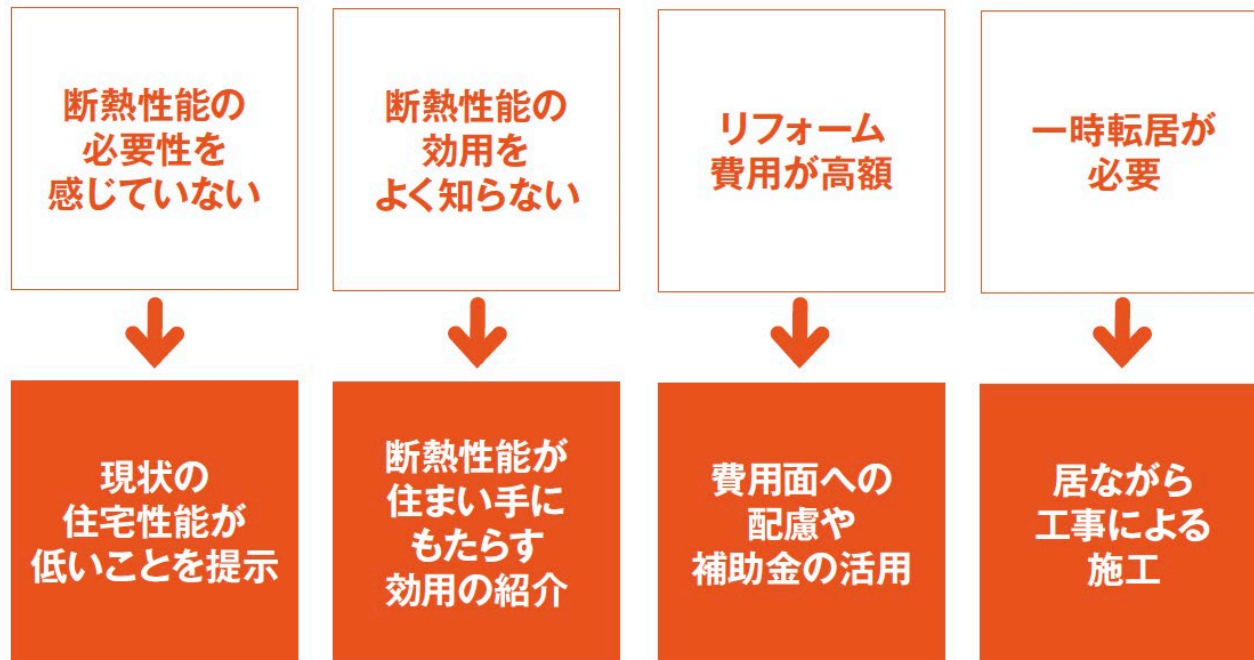 断熱性能の
必要性を
感じていない
断熱性能の
効用を
よく知らない
リフォーム
費用が高額
一時転居が
必要
現状の
住宅性能が
低いことを提示
断熱性能が
住まい手に
もたらす
効用の紹介
費用面への
配慮や
補助金の活用
居ながら
工事による
施工